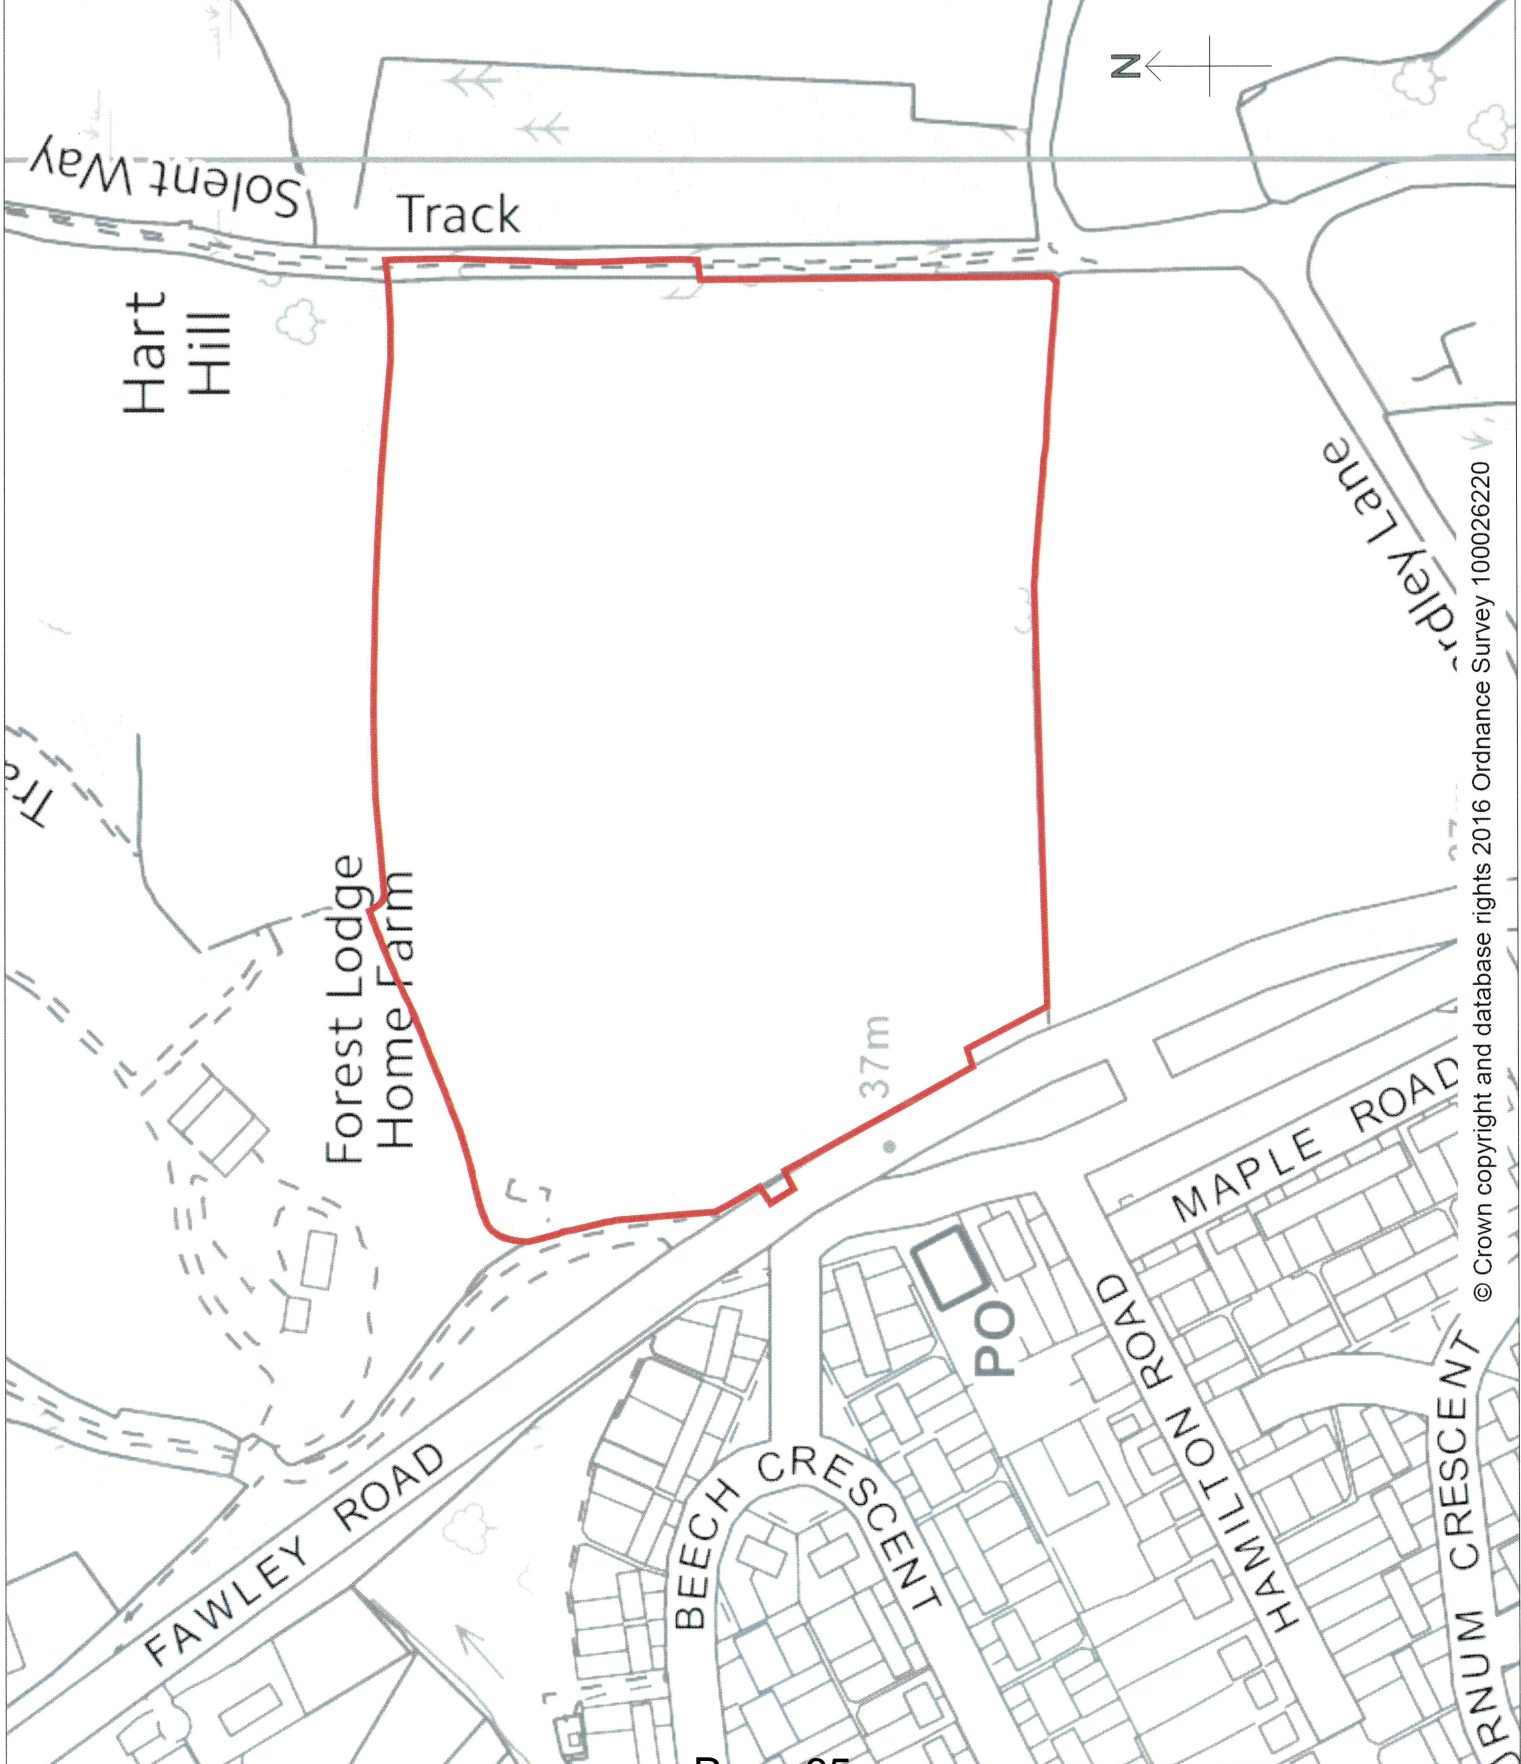 N
Solent Way
Track
Hart
Hill
Forest Lodge
Home Farm
37m
FAWLEY ROAD
BEECH CRESCENT
PO
HAMILTON ROAD
MAPLE ROAD
CRESCENT
Lane
© Crown copyright and database rights 2016 Ordnance Survey 100026220